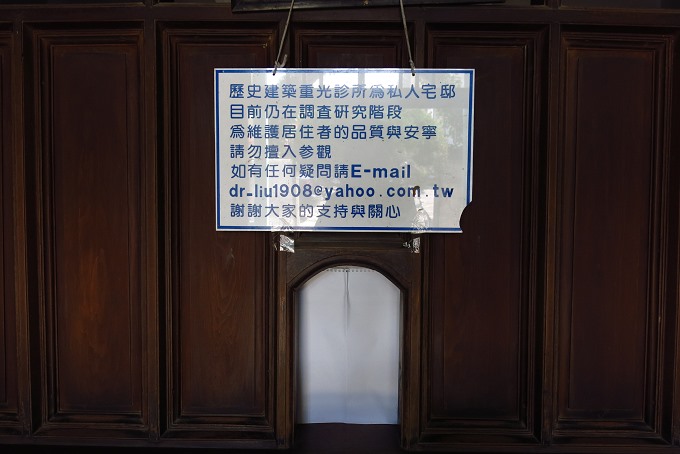 歷史建築重光診所為私人宅邸
目前仍在調查研究階段
為維護居住者的品質與安寧
請勿擅入參觀
如有任何疑問請E-mail
dr-liu1908@yahoo.com.tw
謝謝大家的支持與關心